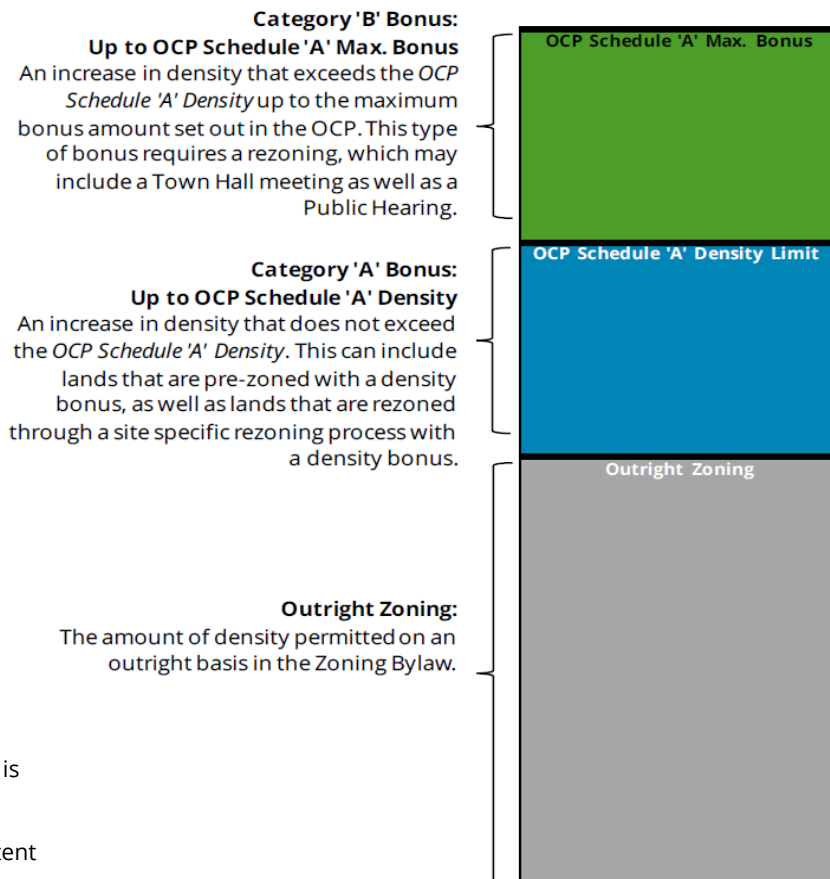 Category 'B' Bonus:
Up to OCP Schedule 'A' Max. Bonus
An increase in density that exceeds the OCP
Schedule 'A' Density up to the maximum
bonus amount set out in the OCP. This type
of bonus requires a rezoning, which may
include a Town Hall meeting as well as a
Public Hearing.
OCP Schedule 'A' Max. Bonus
Category 'A' Bonus:
Up to OCP Schedule 'A' Density
An increase in density that does not exceed
the OCP Schedule 'A' Density. This can include
lands that are pre-zoned with a density
bonus, as well as lands that are rezoned
through a site specific rezoning process with
a density bonus.
OCP Schedule 'A' Density Limit
Outright Zoning:
The amount of density permitted on an
outright basis in the Zoning Bylaw.
Outright Zoning
is